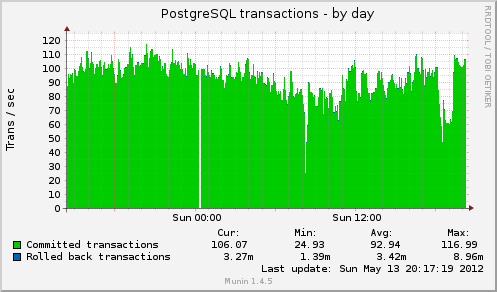 PostgreSQL transactions - by day
RRDTOOL / TOBI OETIKER
Trans / sec
120
110
100
90
80
70
60
50
40
30
20
10
0
Sun 00:00 Sun 12:00
Cur: Min: Avg: Max:
Committed transactions 106.07 24.93 92.94 116.99
Rolled back transactions 3.27m 1.39m 3.42m 8.96m
Last update: Sun May 13 20:17:19 2012
Munin 1.4.5